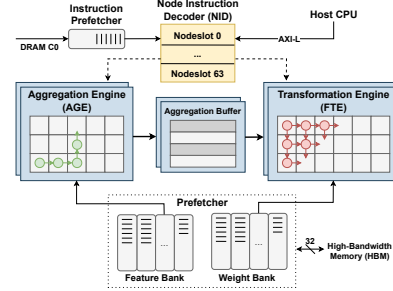 Instruction
Prefetcher
Node Instruction
Decoder (NID)
Host CPU
DRAM C0
Nodeslot 0
...
Nodeslot 63
AXI-L
Aggregation Engine
(AGE)
Aggregation Buffer
Transformation Engine
(FTE)
Prefetcher
...
...
Feature Bank
Weight Bank
32
High-Bandwidth
Memory (HBM)